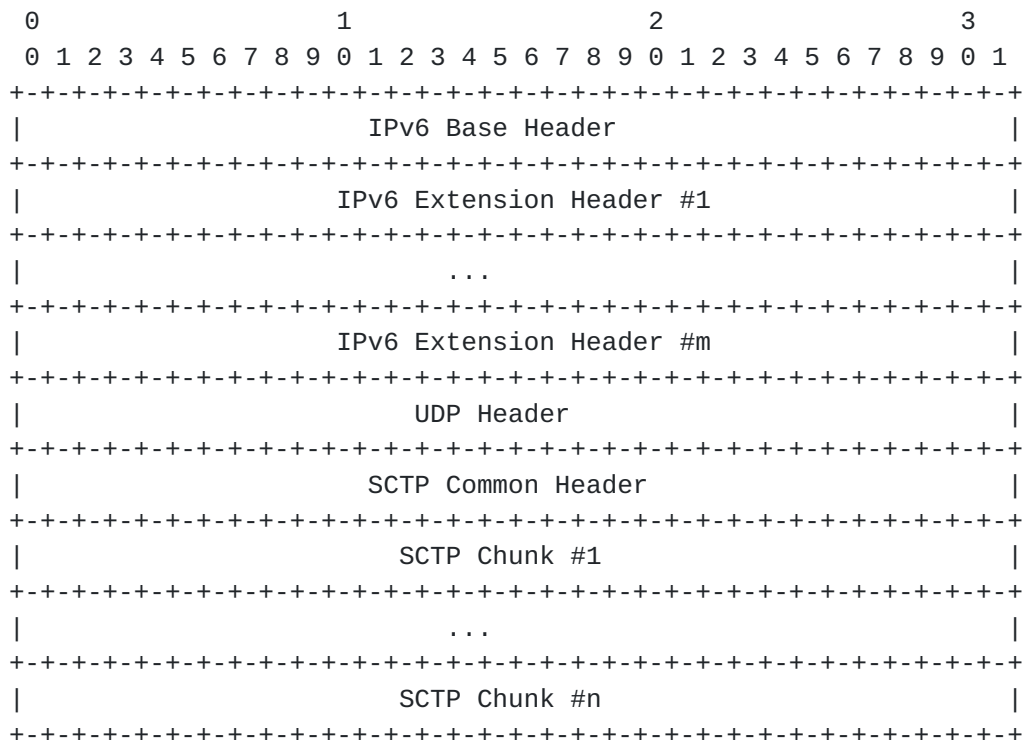 0                   1                   2                   3
 0 1 2 3 4 5 6 7 8 9 0 1 2 3 4 5 6 7 8 9 0 1 2 3 4 5 6 7 8 9 0 1
+-+-+-+-+-+-+-+-+-+-+-+-+-+-+-+-+-+-+-+-+-+-+-+-+-+-+-+-+-+-+-+-+
|                      IPv6 Base Header                         |
+-+-+-+-+-+-+-+-+-+-+-+-+-+-+-+-+-+-+-+-+-+-+-+-+-+-+-+-+-+-+-+-+
|                    IPv6 Extension Header #1                   |
+-+-+-+-+-+-+-+-+-+-+-+-+-+-+-+-+-+-+-+-+-+-+-+-+-+-+-+-+-+-+-+-+
|                           ...                                 |
+-+-+-+-+-+-+-+-+-+-+-+-+-+-+-+-+-+-+-+-+-+-+-+-+-+-+-+-+-+-+-+-+
|                    IPv6 Extension Header #m                   |
+-+-+-+-+-+-+-+-+-+-+-+-+-+-+-+-+-+-+-+-+-+-+-+-+-+-+-+-+-+-+-+-+
|                         UDP Header                            |
+-+-+-+-+-+-+-+-+-+-+-+-+-+-+-+-+-+-+-+-+-+-+-+-+-+-+-+-+-+-+-+-+
|                      SCTP Common Header                       |
+-+-+-+-+-+-+-+-+-+-+-+-+-+-+-+-+-+-+-+-+-+-+-+-+-+-+-+-+-+-+-+-+
|                        SCTP Chunk #1                          |
+-+-+-+-+-+-+-+-+-+-+-+-+-+-+-+-+-+-+-+-+-+-+-+-+-+-+-+-+-+-+-+-+
|                           ...                                 |
+-+-+-+-+-+-+-+-+-+-+-+-+-+-+-+-+-+-+-+-+-+-+-+-+-+-+-+-+-+-+-+-+
|                        SCTP Chunk #n                          |
+-+-+-+-+-+-+-+-+-+-+-+-+-+-+-+-+-+-+-+-+-+-+-+-+-+-+-+-+-+-+-+-+